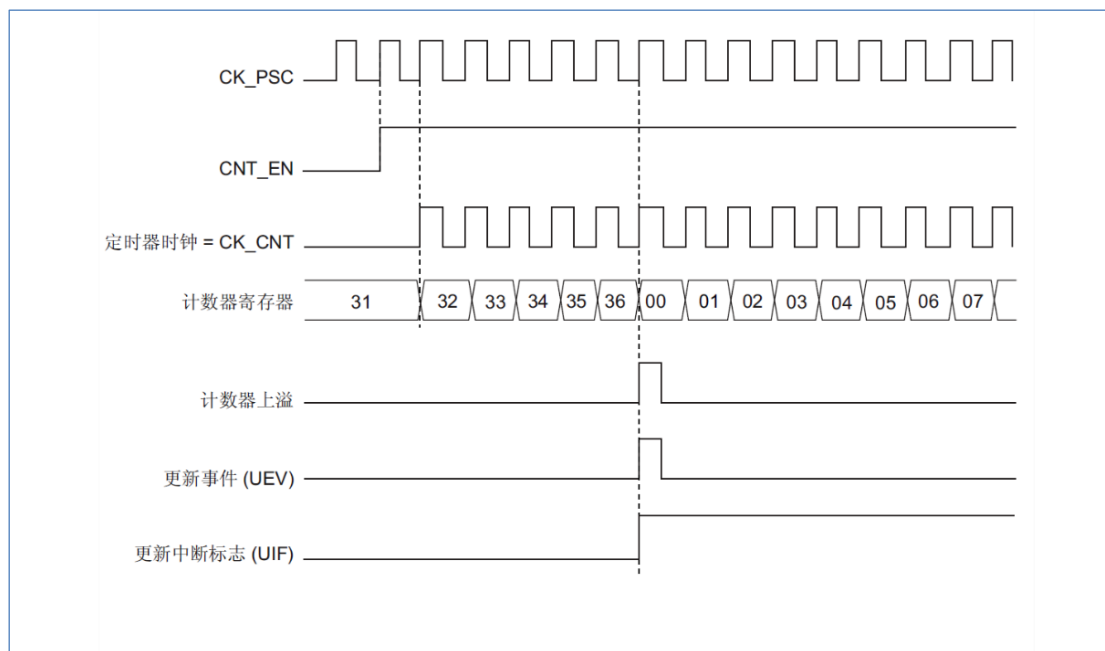 CK_PSC
CNT_EN
定时器时钟 = CK_CNT
计数器寄存器 31 32 33 34 35 36 00 01 02 03 04 05 06 07
计数器上溢
更新事件 (UEV)
更新中断标志 (UIF)